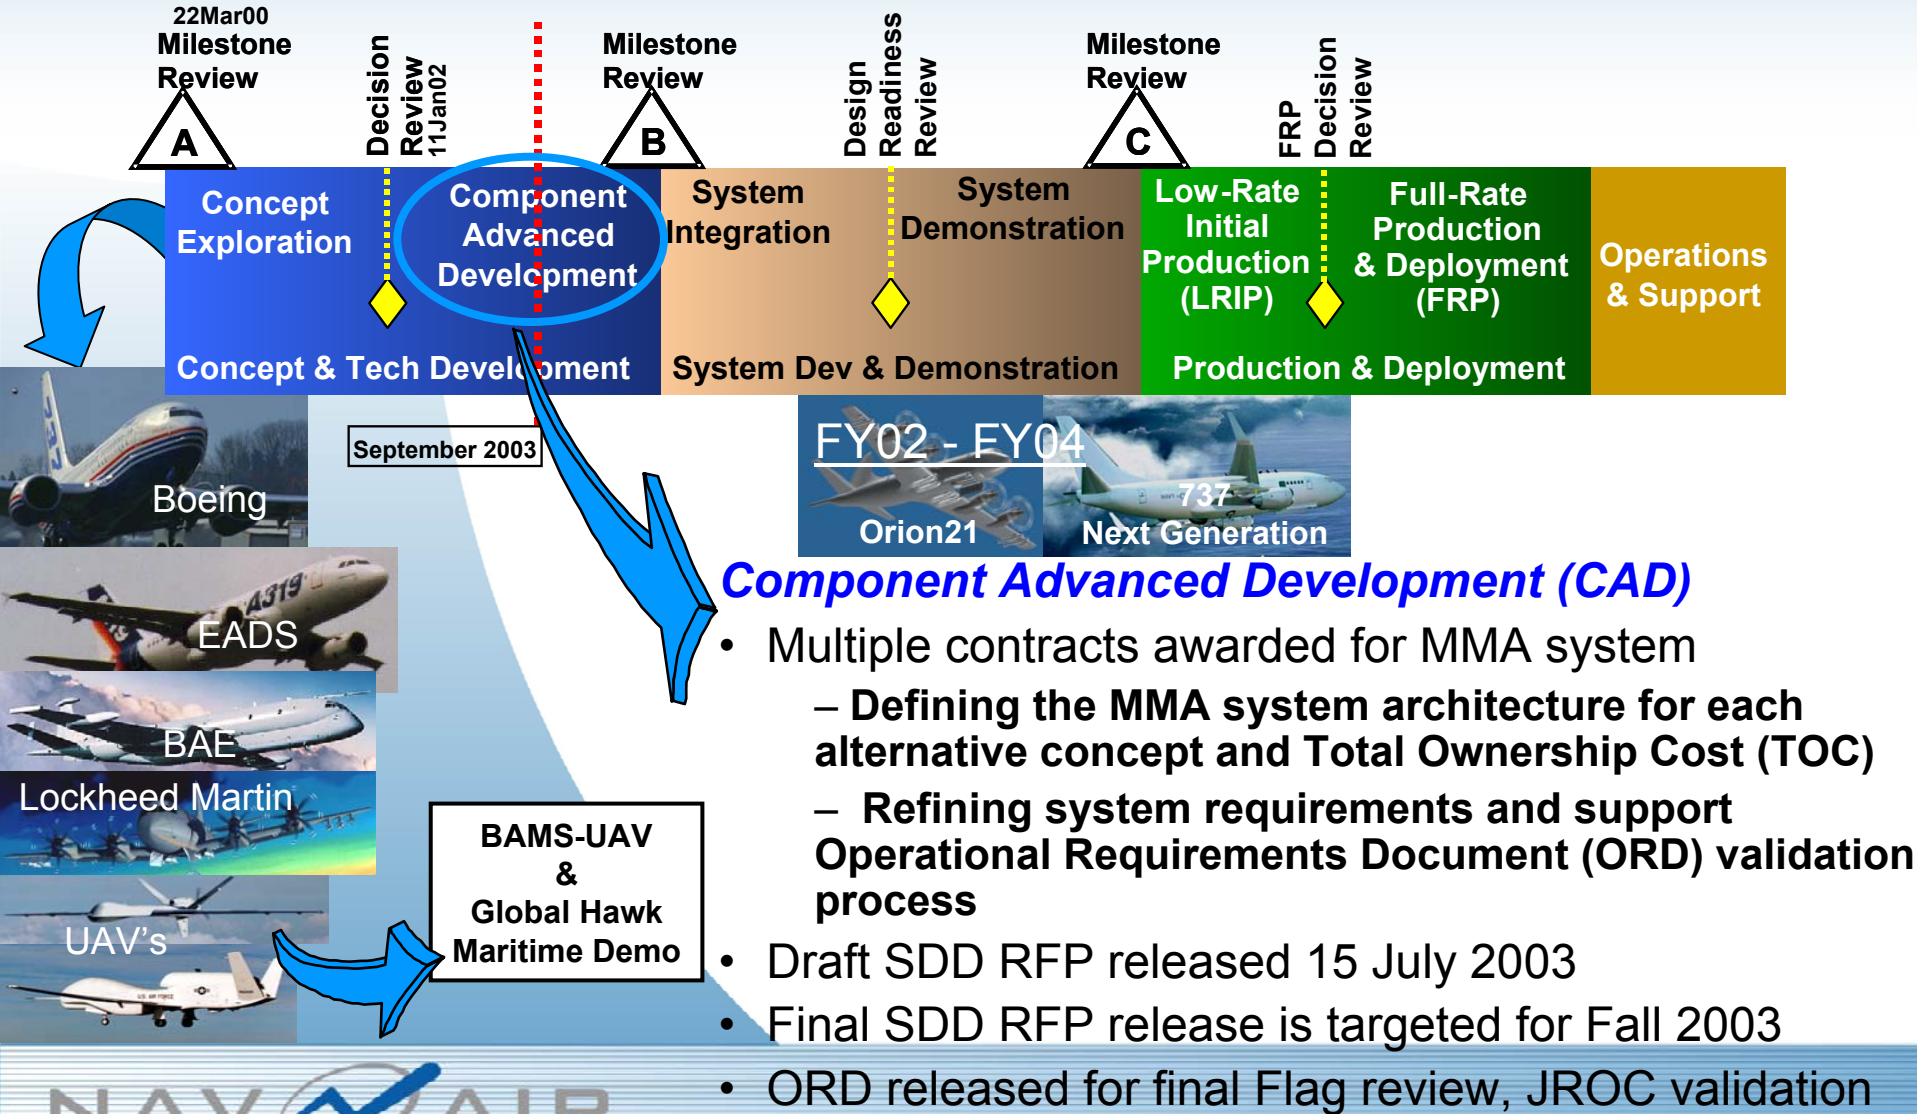 22Mar00
Milestone
Review
A
Decision
Review
11Jan02
Milestone
Review
B
Design
Readiness
Review
Milestone
Review
C
FRP
Decision
Review
Concept
Exploration
Component
Advanced
Development
System
Integration
System
Demonstration
Low-Rate
Initial
Production
(LRIP)
Full-Rate
Production
& Deployment
(FRP)
Operations
& Support
Concept & Tech Development
System Dev & Demonstration
Production & Deployment
September 2003
Boeing
A319
EADS
BAE
Lockheed Martin
UAV's
U.S. AIR FORCE
BAMS-UAV
&
Global Hawk
Maritime Demo
FY02 - FY04
Orion21
737
Next Generation
Component Advanced Development (CAD)
• Multiple contracts awarded for MMA system
– Defining the MMA system architecture for each
alternative concept and Total Ownership Cost (TOC)
– Refining system requirements and support
Operational Requirements Document (ORD) validation
process
• Draft SDD RFP released 15 July 2003
• Final SDD RFP release is targeted for Fall 2003
• ORD released for final Flag review, JROC validation
NAVAIR